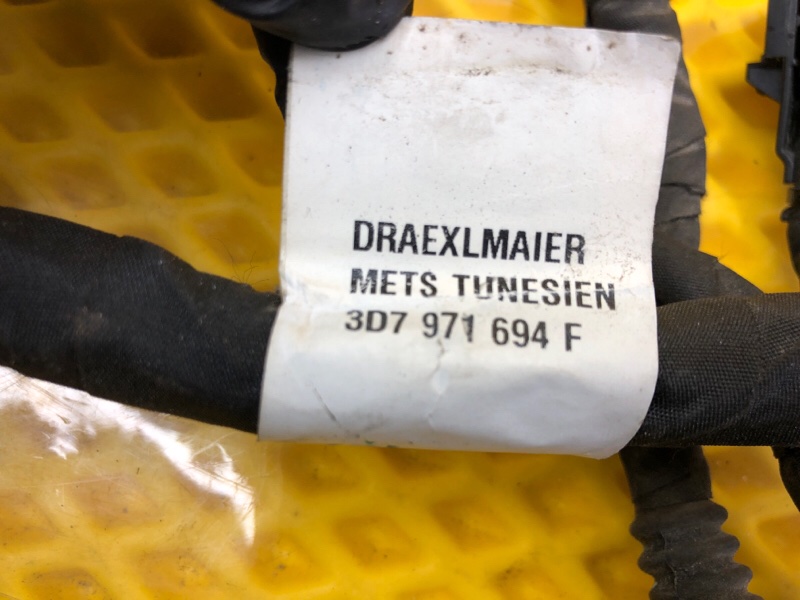 DRAEXLMAIER
METS TUNESIEN
3D7 971 694 F